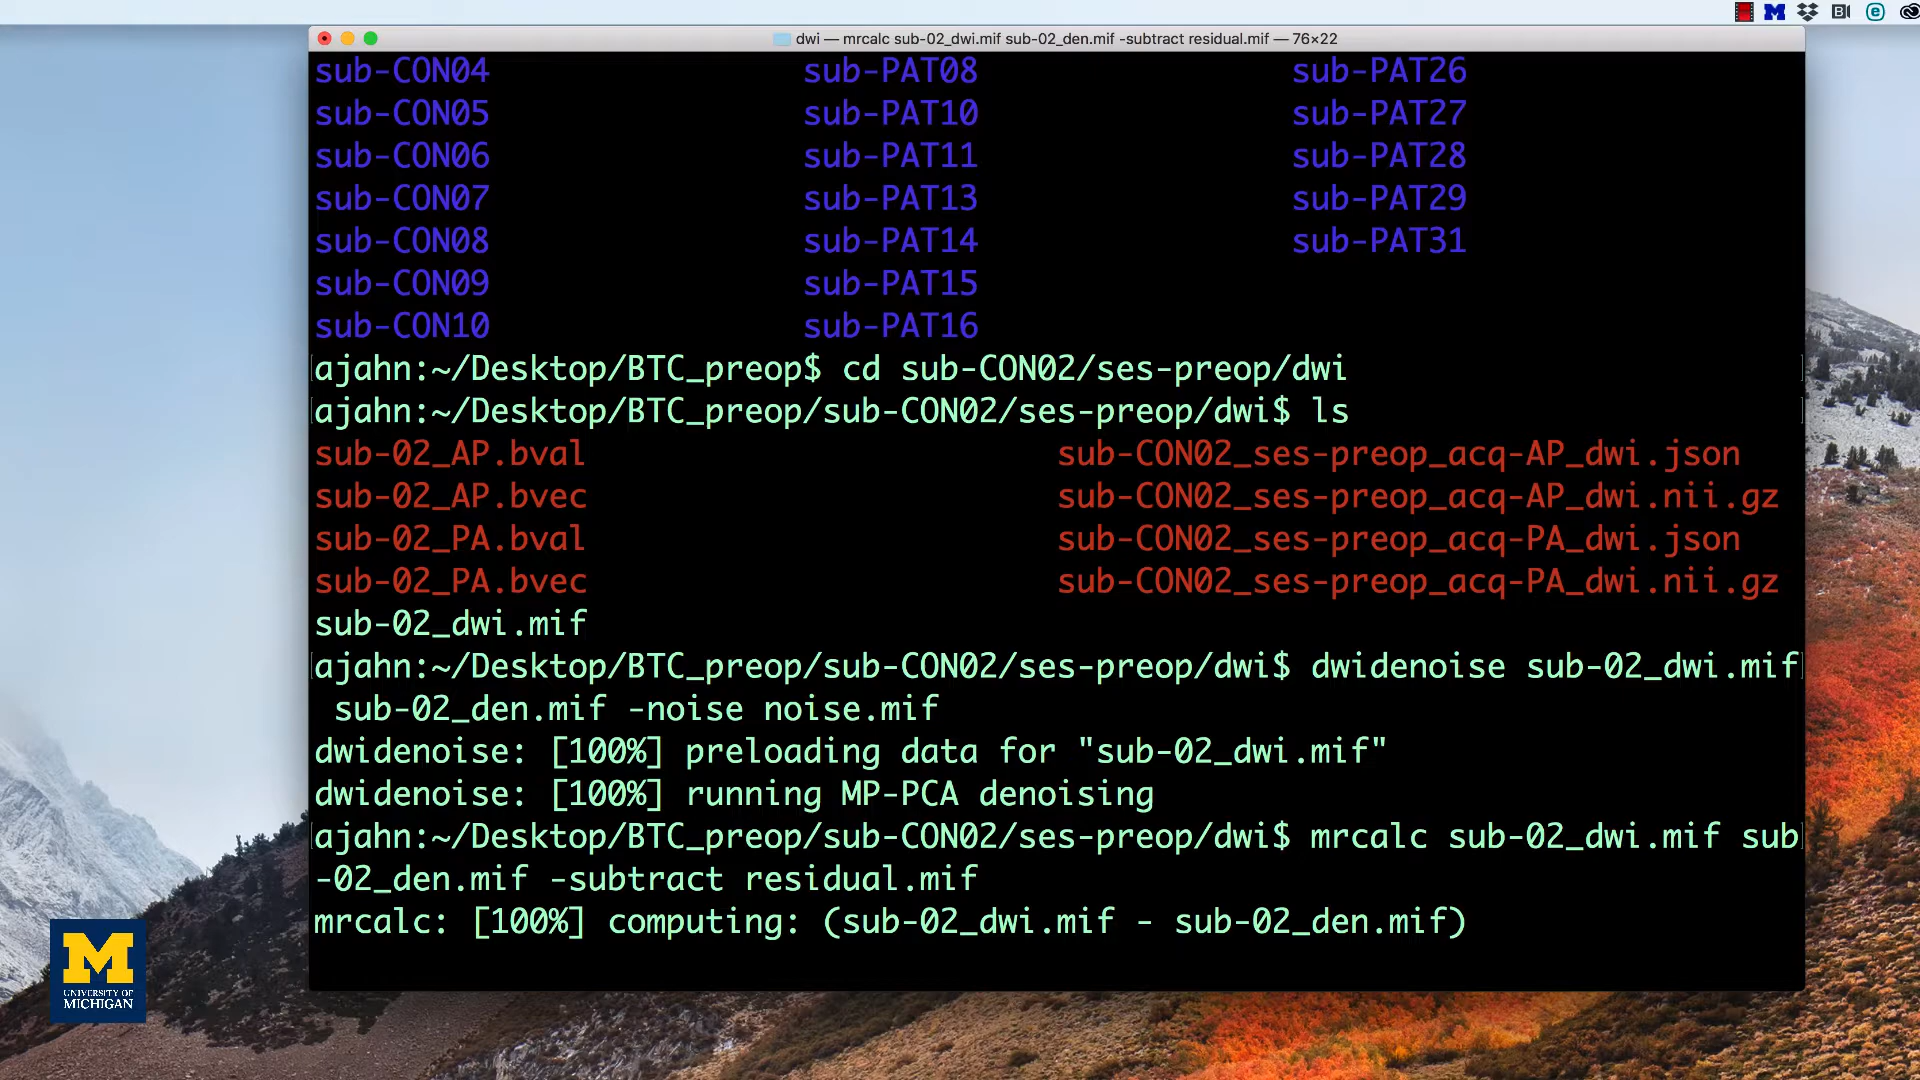 dwi — mrcalc sub-02_dwi.mif sub-02_den.mif -subtract residual.mif — 76×22
sub-CON04 sub-PAT08 sub-PAT26
sub-CON05 sub-PAT10 sub-PAT27
sub-CON06 sub-PAT11 sub-PAT28
sub-CON07 sub-PAT13 sub-PAT29
sub-CON08 sub-PAT14 sub-PAT31
sub-CON09 sub-PAT15
sub-CON10 sub-PAT16
ajahn:~/Desktop/BTC_preop$ cd sub-CON02/ses-preop/dwi
ajahn:~/Desktop/BTC_preop/sub-CON02/ses-preop/dwi$ ls
sub-02_AP.bval sub-CON02_ses-preop_acq-AP_dwi.json
sub-02_AP.bvec sub-CON02_ses-preop_acq-AP_dwi.nii.gz
sub-02_PA.bval sub-CON02_ses-preop_acq-PA_dwi.json
sub-02_PA.bvec sub-CON02_ses-preop_acq-PA_dwi.nii.gz
sub-02_dwi.mif
ajahn:~/Desktop/BTC_preop/sub-CON02/ses-preop/dwi$ dwidenoise sub-02_dwi.mif
sub-02_den.mif -noise noise.mif
dwidenoise: [100%] preloading data for "sub-02_dwi.mif"
dwidenoise: [100%] running MP-PCA denoising
ajahn:~/Desktop/BTC_preop/sub-CON02/ses-preop/dwi$ mrcalc sub-02_dwi.mif sub
-02_den.mif -subtract residual.mif
mrcalc: [100%] computing: (sub-02_dwi.mif - sub-02_den.mif)
M
UNIVERSITY OF
MICHIGAN